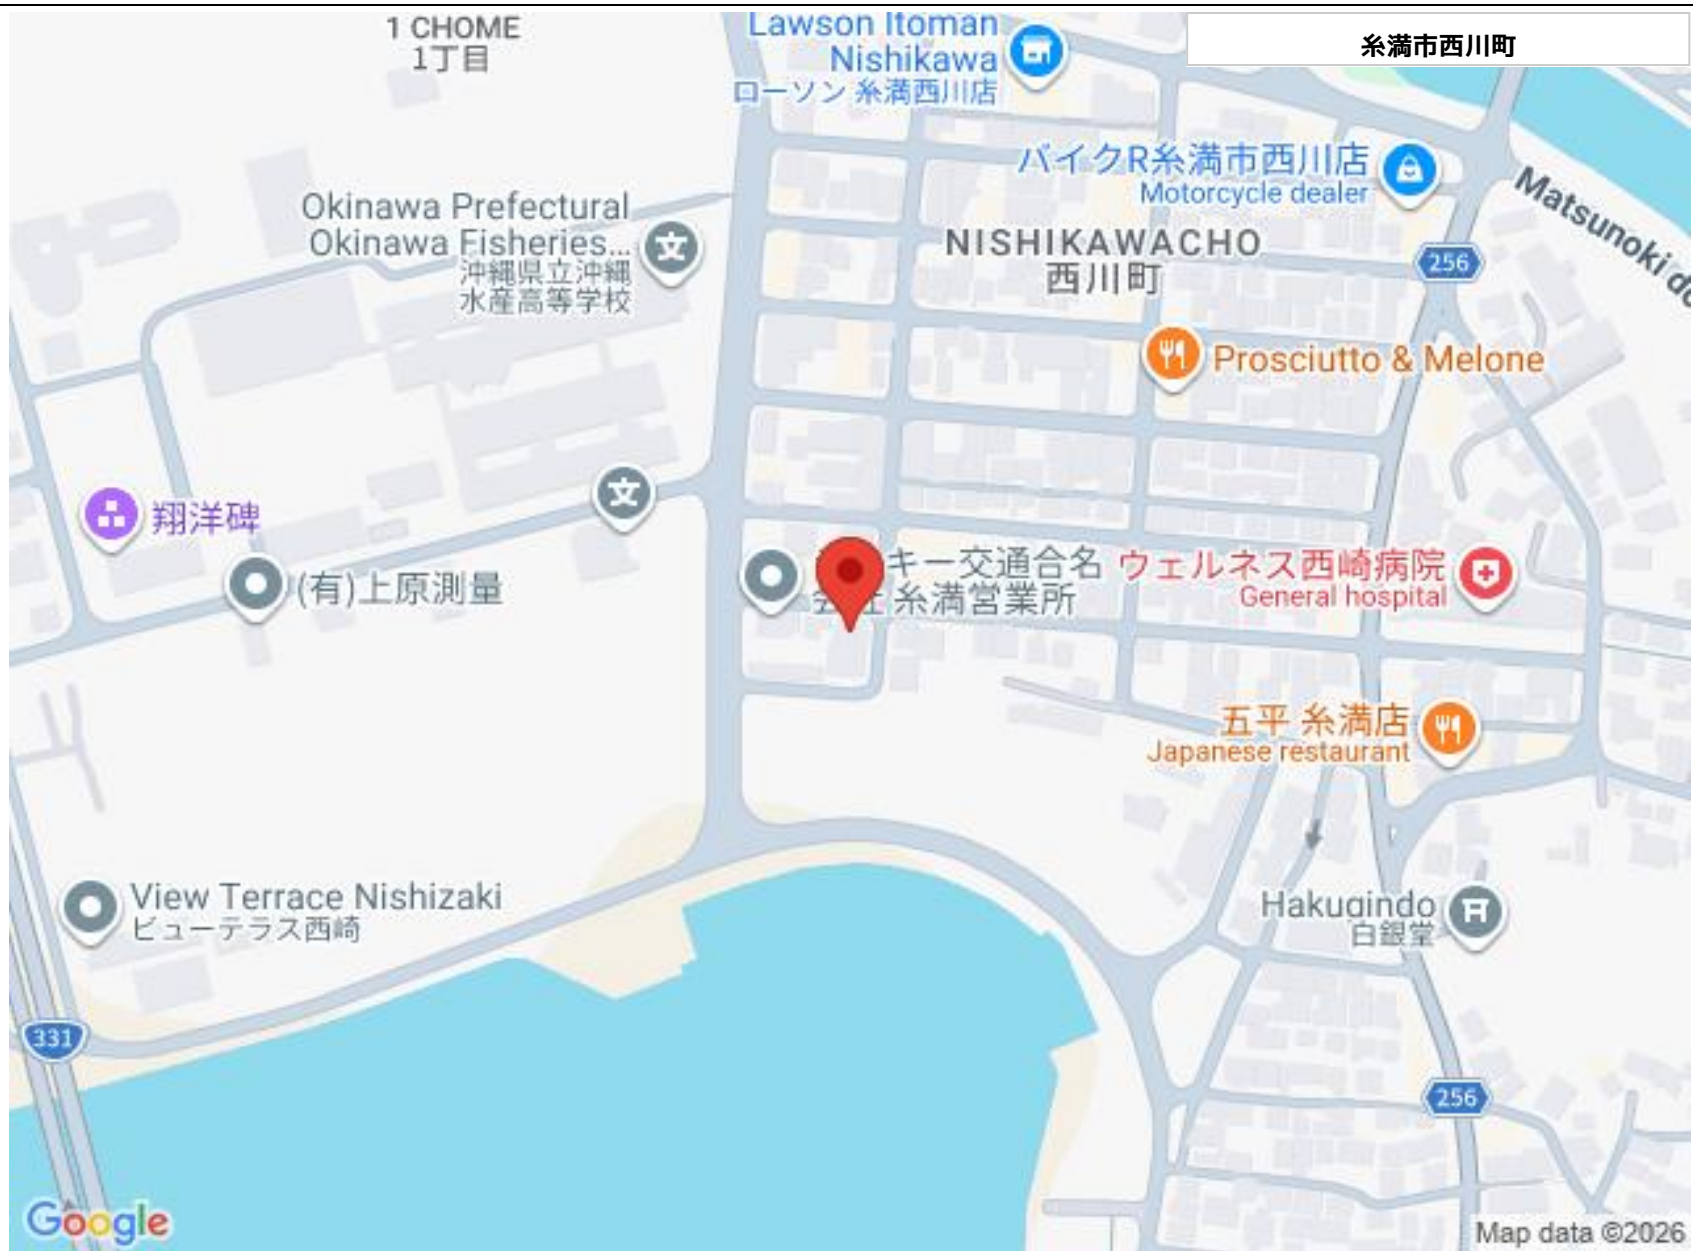 1 CHOME
1丁目
Lawson Itoman
Nishikawa
ローソン 糸満西川店
糸満市西川町
バイクR糸満市西川店
Motorcycle dealer
Matsunoki
Okinawa Prefectural
Okinawa Fisheries...
沖縄県立沖縄
水産高等学校
文
NISHIKAWACHO
西川町
256
Prosciutto & Melone
文
翔洋碑
(有)上原測量
キー交通合名
糸満営業所
ウェルネス西崎病院
General hospital
五平 糸満店
Japanese restaurant
View Terrace Nishizaki
ビューテラス西崎
Hakugindo
白銀堂
331
256
Google
Map data ©2026